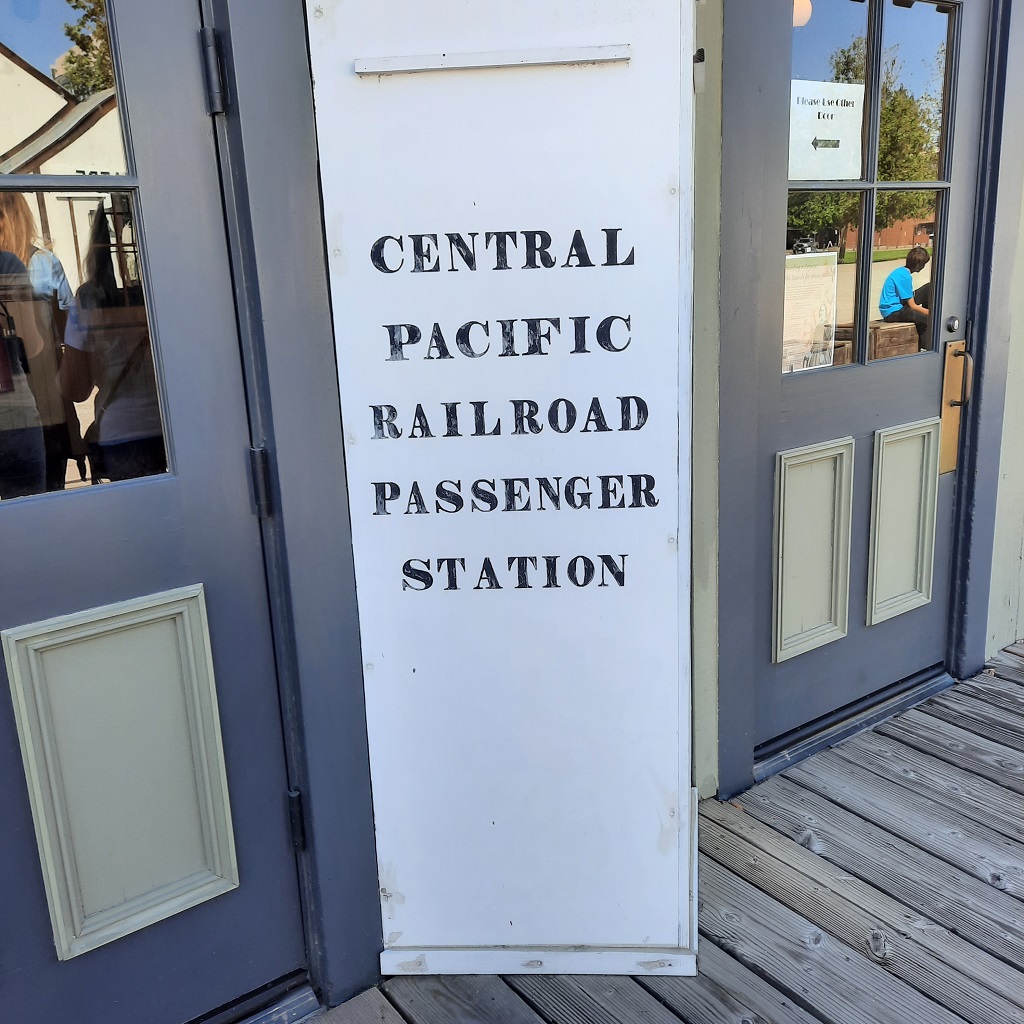 CENTRAL
PACIFIC
RAILROAD
PASSENGER
STATION
Please Use Other
Door